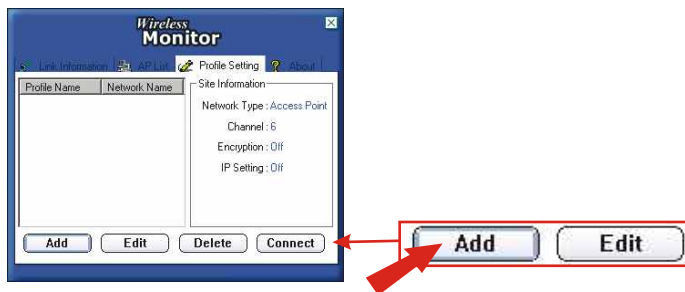 Wireless
Monitor
Link Information AP List Profile Setting About
Profile Name Network Name
Site Information
Network Type : Access Point
Channel : 6
Encryption : Off
IP Setting : Off
Add Edit Delete Connect
Add Edit